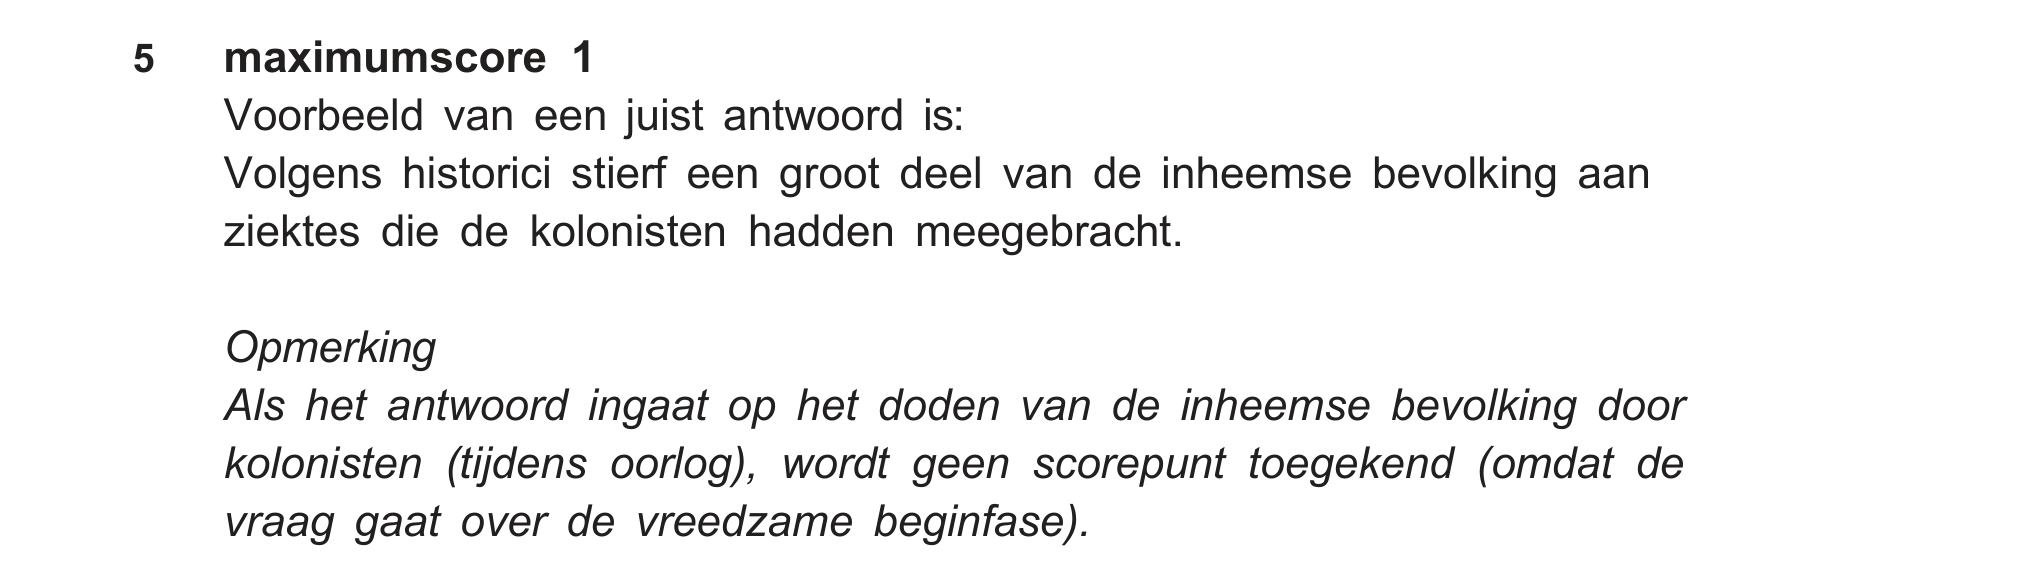 5 maximumscore 1
Voorbeeld van een juist antwoord is:
Volgens historici stierf een groot deel van de inheemse bevolking aan
ziektes die de kolonisten hadden meegebracht.
Opmerking
Als het antwoord ingaat op het doden van de inheemse bevolking door
kolonisten (tijdens oorlog), wordt geen scorepunt toegekend (omdat de
vraag gaat over de vreedzame beginfase).